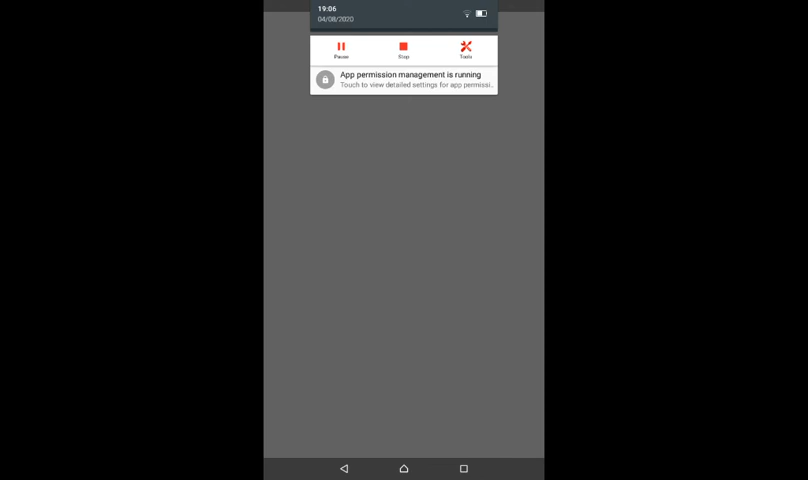 19:06
04/08/2020
Pause
Stop
Tools
App permission management is running
Touch to view detailed settings for app permissi..